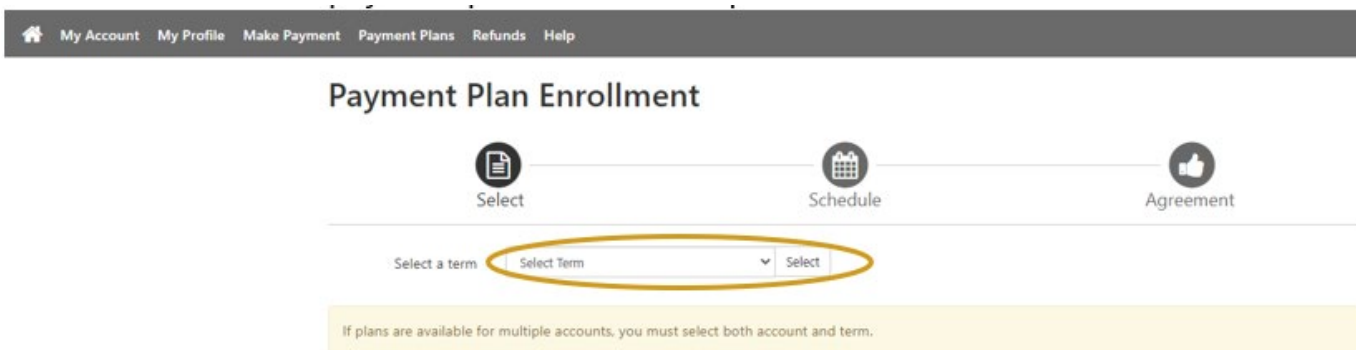 My Account My Profile Make Payment Payment Plans Refunds Help
Payment Plan Enrollment
Select Schedule Agreement
Select a term Select Term Select
If plans are available for multiple accounts, you must select both account and term.